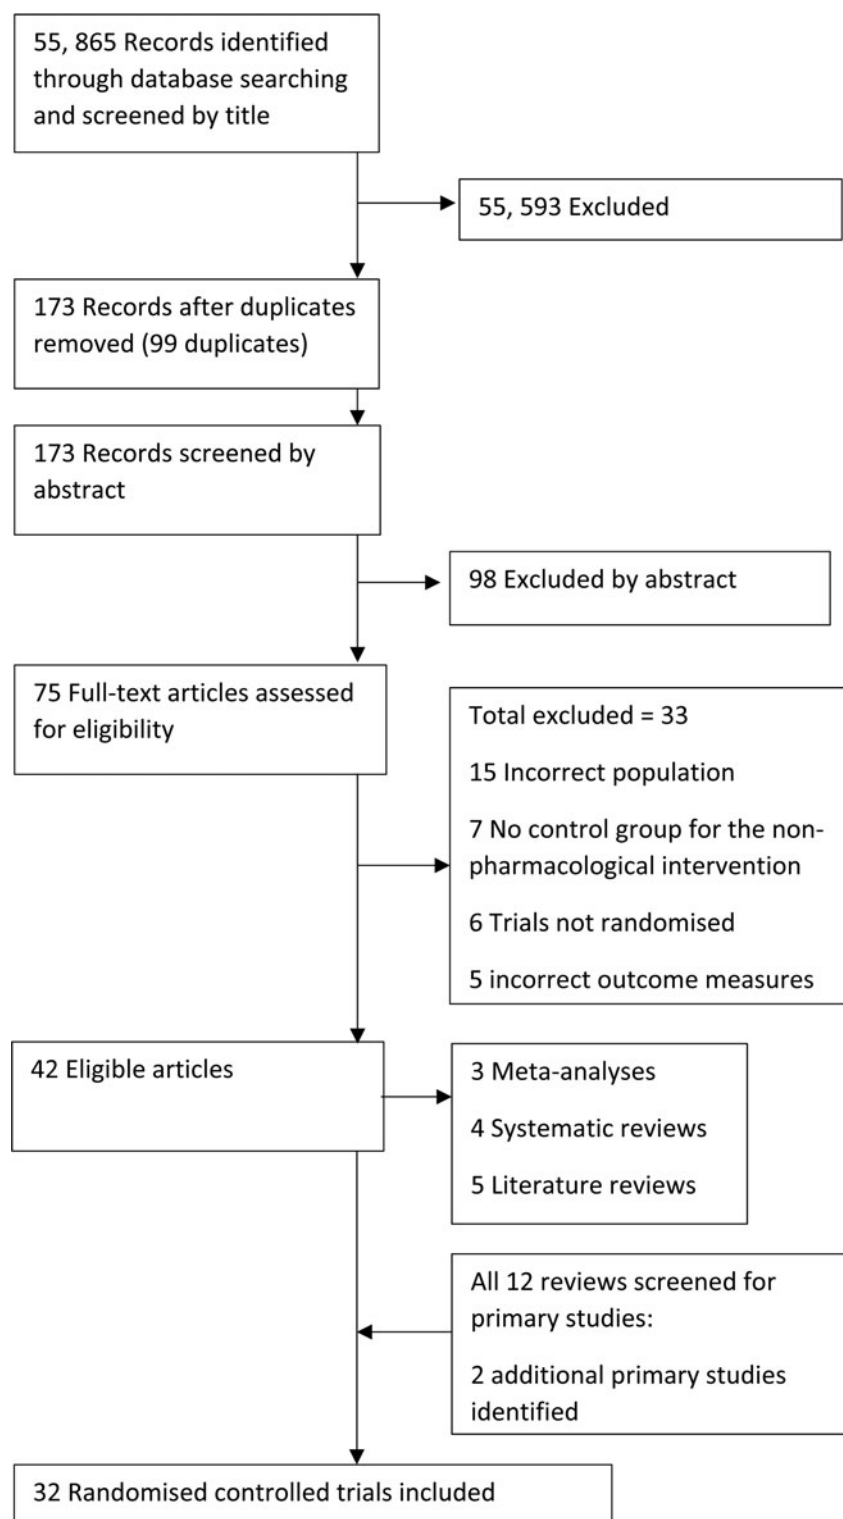 55, 865 Records identified
through database searching
and screened by title
55, 593 Excluded
173 Records after duplicates
removed (99 duplicates)
173 Records screened by
abstract
98 Excluded by abstract
75 Full-text articles assessed
for eligibility
Total excluded = 33
15 Incorrect population
7 No control group for the non-
pharmacological intervention
6 Trials not randomised
5 incorrect outcome measures
42 Eligible articles
3 Meta-analyses
4 Systematic reviews
5 Literature reviews
All 12 reviews screened for
primary studies:
2 additional primary studies
identified
32 Randomised controlled trials included